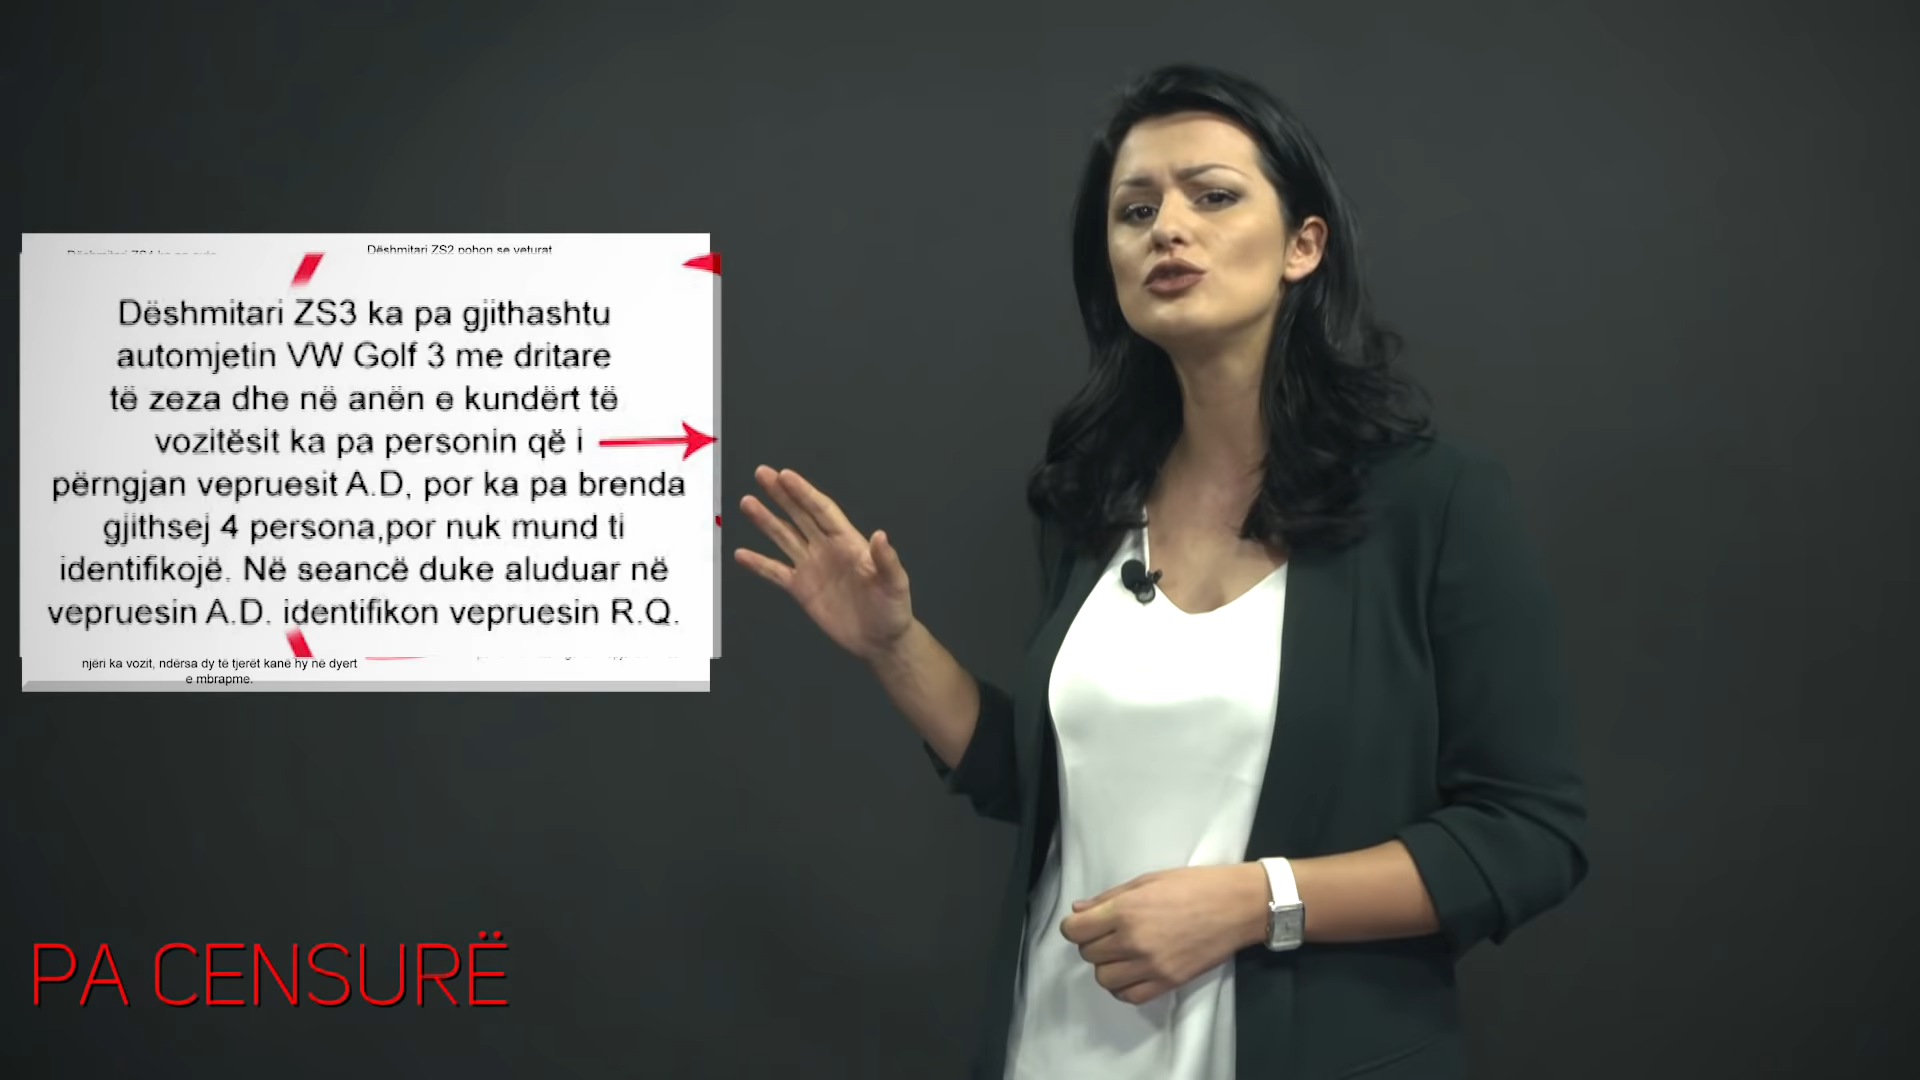 Dëshmitari ZS2 pohon se veturat
Dëshmitari ZS3 ka pa gjithashtu
automjetin VW Golf 3 me dritare
të zeza dhe në anën e kundërt të
vozitësit ka pa personin që i
përngjan vepruesit A.D, por ka pa brenda
gjithsej 4 persona,por nuk mund ti
identifikojë. Në seancë duke aluduar në
vepruesin A.D. identifikon vepruesin R.Q.
njëri ka vozit, ndërsa dy të tjerët kanë hy në dyert
e mbrapme.
PA CENSURË